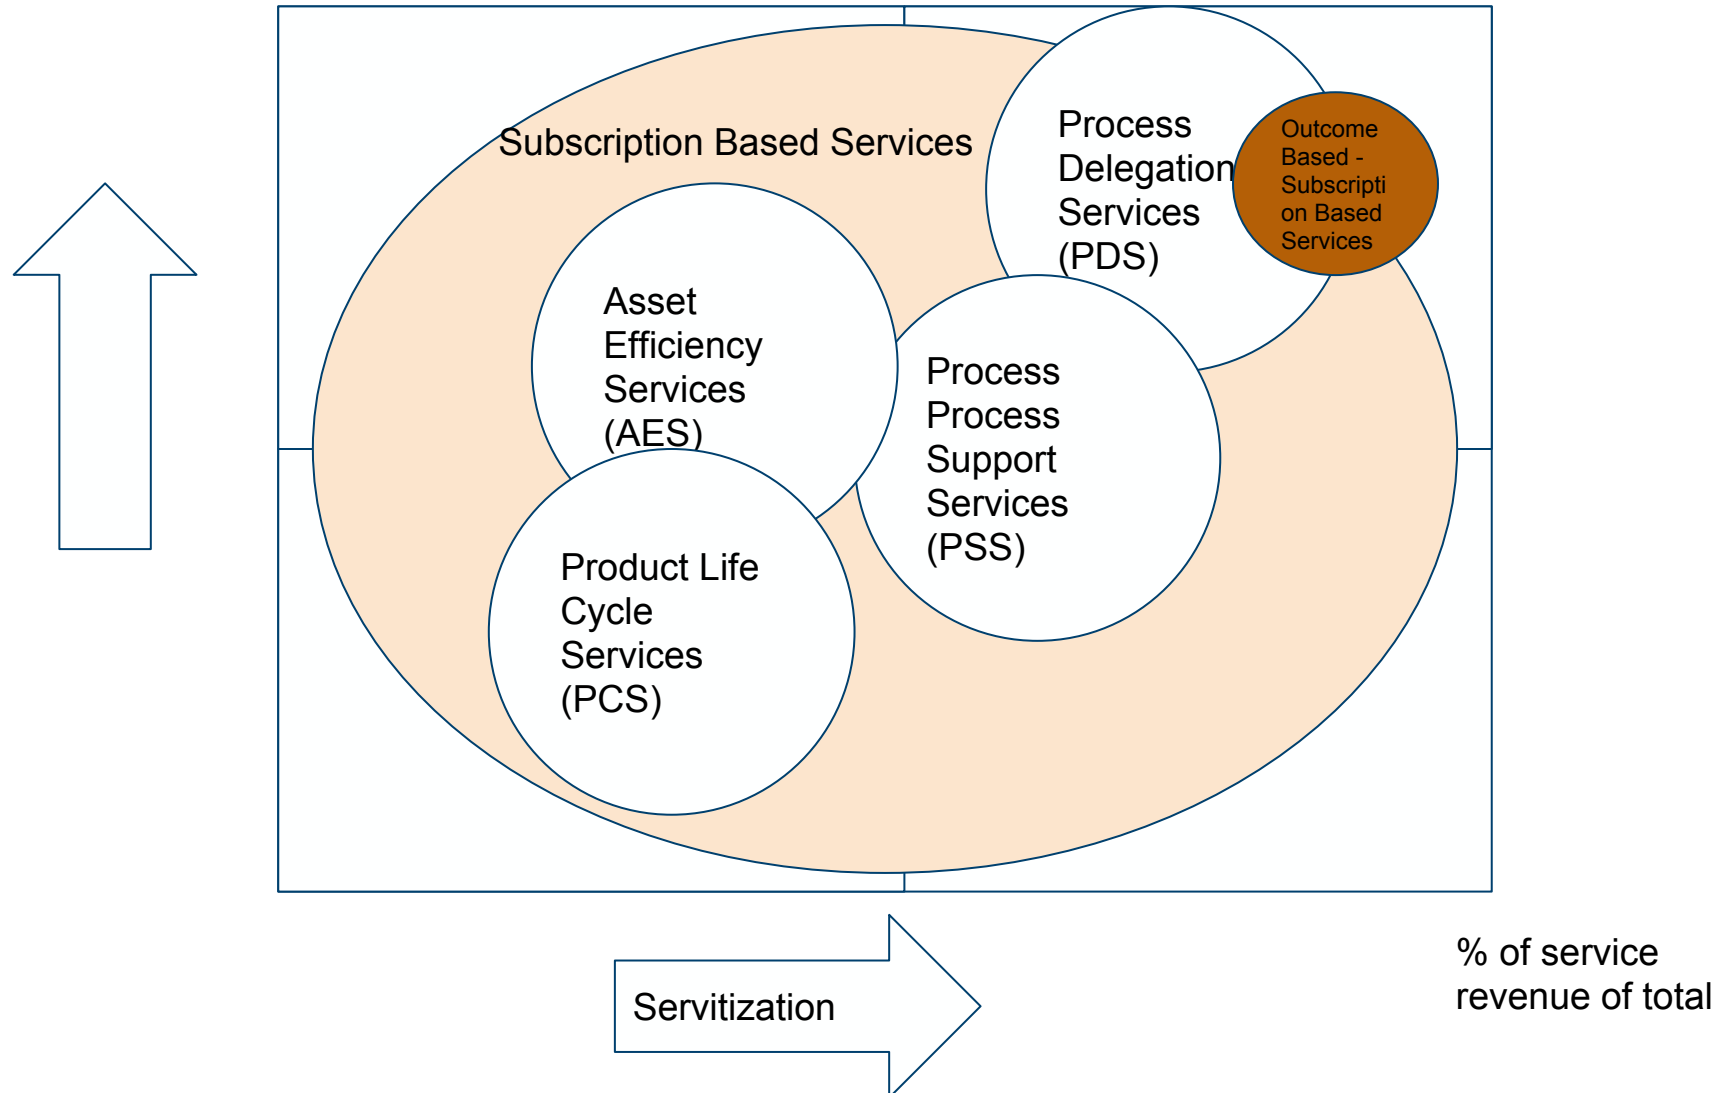 Subscription Based Services
Process
Delegation
Services
(PDS)
Outcome
Based -
Subscripti
on Based
Services
Asset
Efficiency
Services
(AES)
Process
Process
Support
Services
(PSS)
Product Life
Cycle
Services
(PCS)
Servitization
% of service
revenue of total